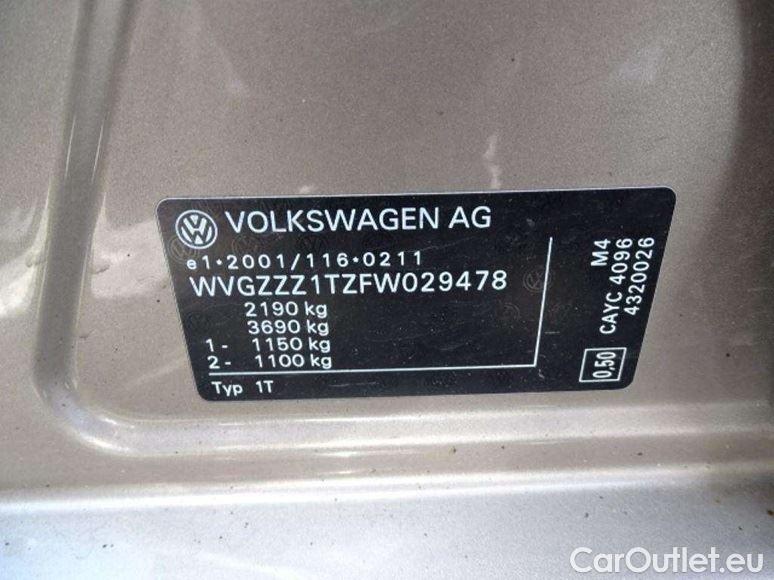 VOLKSWAGEN AG
e1*2001/116*0211
WVGZZZ1TZFW029478
2190 kg
3690 kg
1 - 1150 kg
2 - 1100 kg
Typ 1T
M4
CAYC 4096
4320026
0,50
CarOutlet.eu